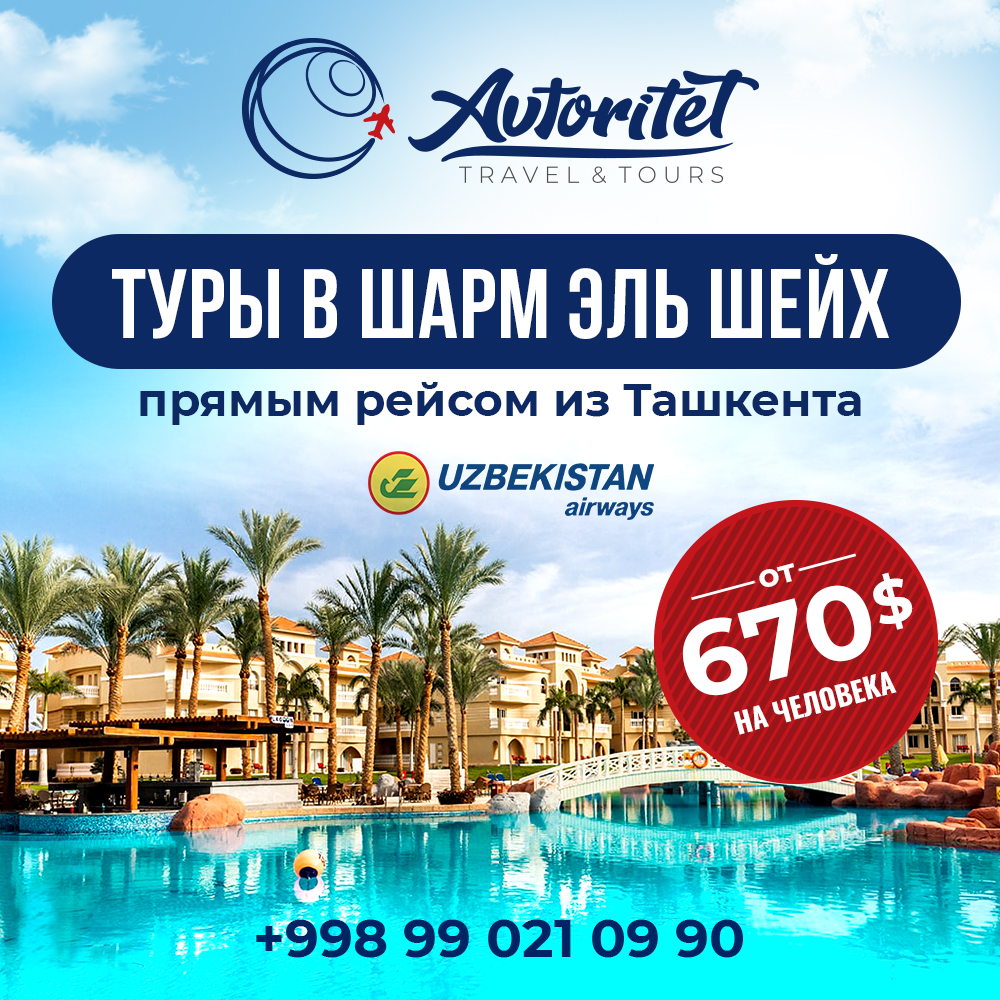 Avtoritet
TRAVEL & TOURS
ТУРЫ В ШАРМ ЭЛЬ ШЕЙХ
прямым рейсом из Ташкента
UZBEKISTAN
airways
ОТ
670$
НА ЧЕЛОВЕКА
+998 99 021 09 90